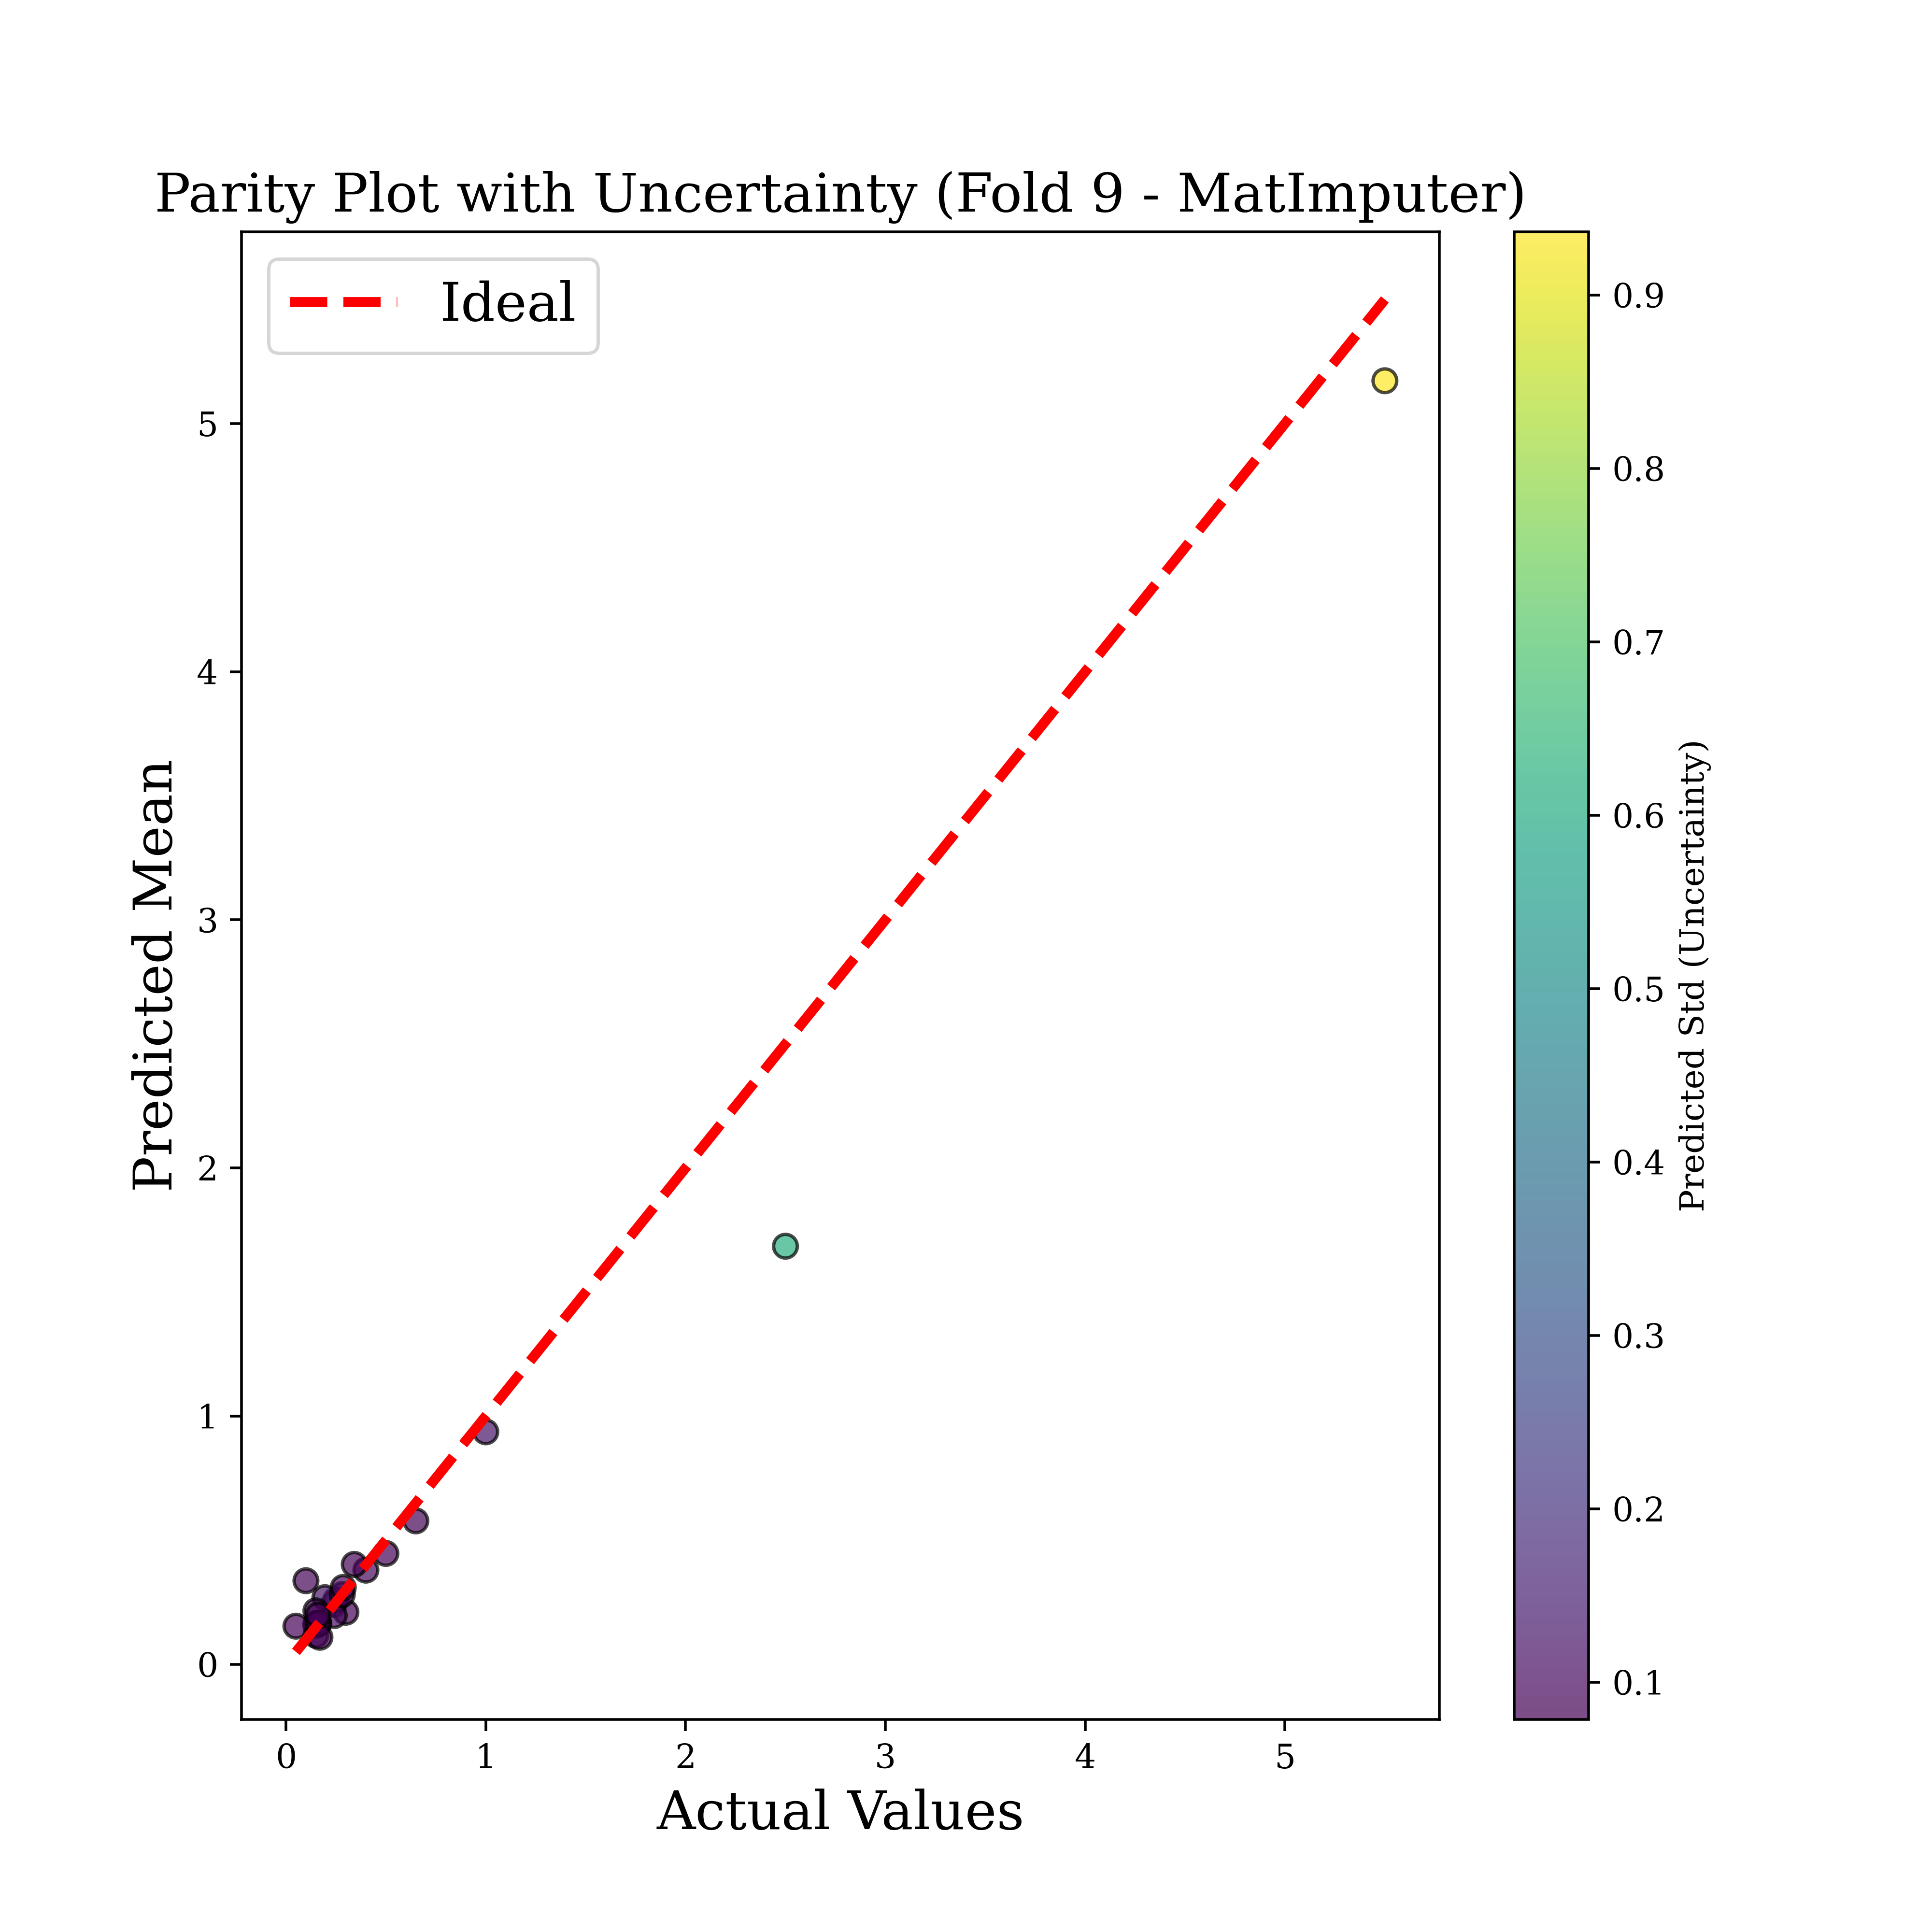 Parity Plot with Uncertainty (Fold 9 - MatImputer)
Ideal
Predicted Mean
5
4
3
2
1
0
0 1 2 3 4 5
Actual Values
0.9
0.8
0.7
0.6
0.5
0.4
0.3
0.2
0.1
Predicted Std (Uncertainty)